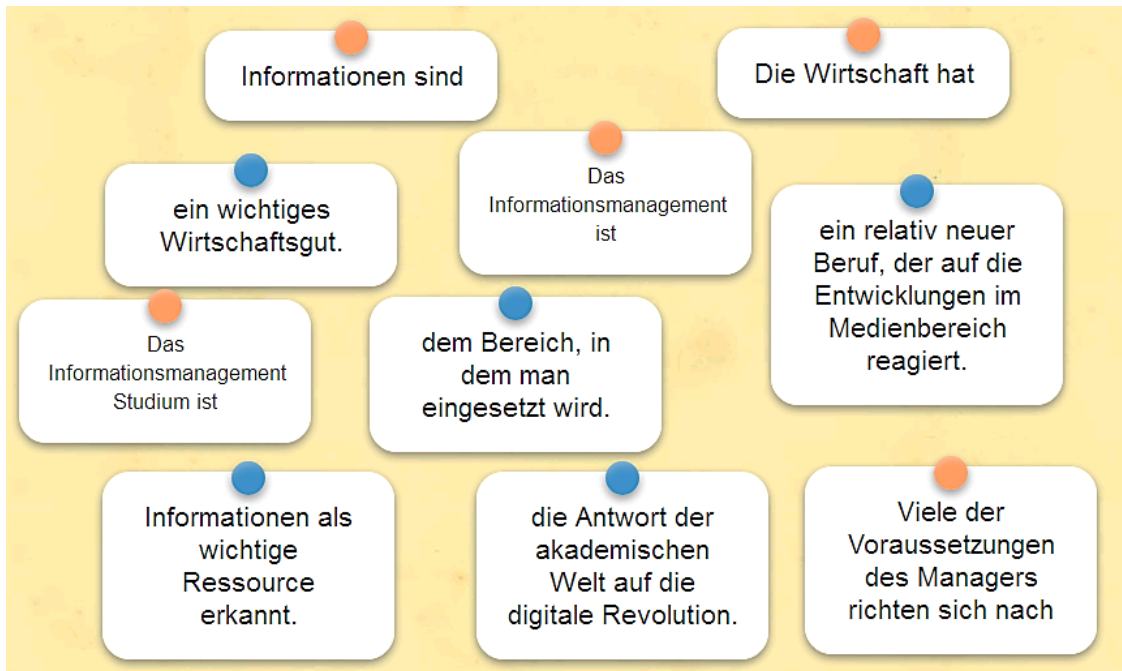 Informationen sind
Die Wirtschaft hat
Das
Informationsmanagement
ist
ein wichtiges
Wirtschaftsgut.
ein relativ neuer
Beruf, der auf die
Entwicklungen im
Medienbereich
reagiert.
Das
Informationsmanagement
Studium ist
dem Bereich, in
dem man
eingesetzt wird.
Informationen als
wichtige
Ressource
erkannt.
die Antwort der
akademischen
Welt auf die
digitale Revolution.
Viele der
Voraussetzungen
des Managers
richten sich nach